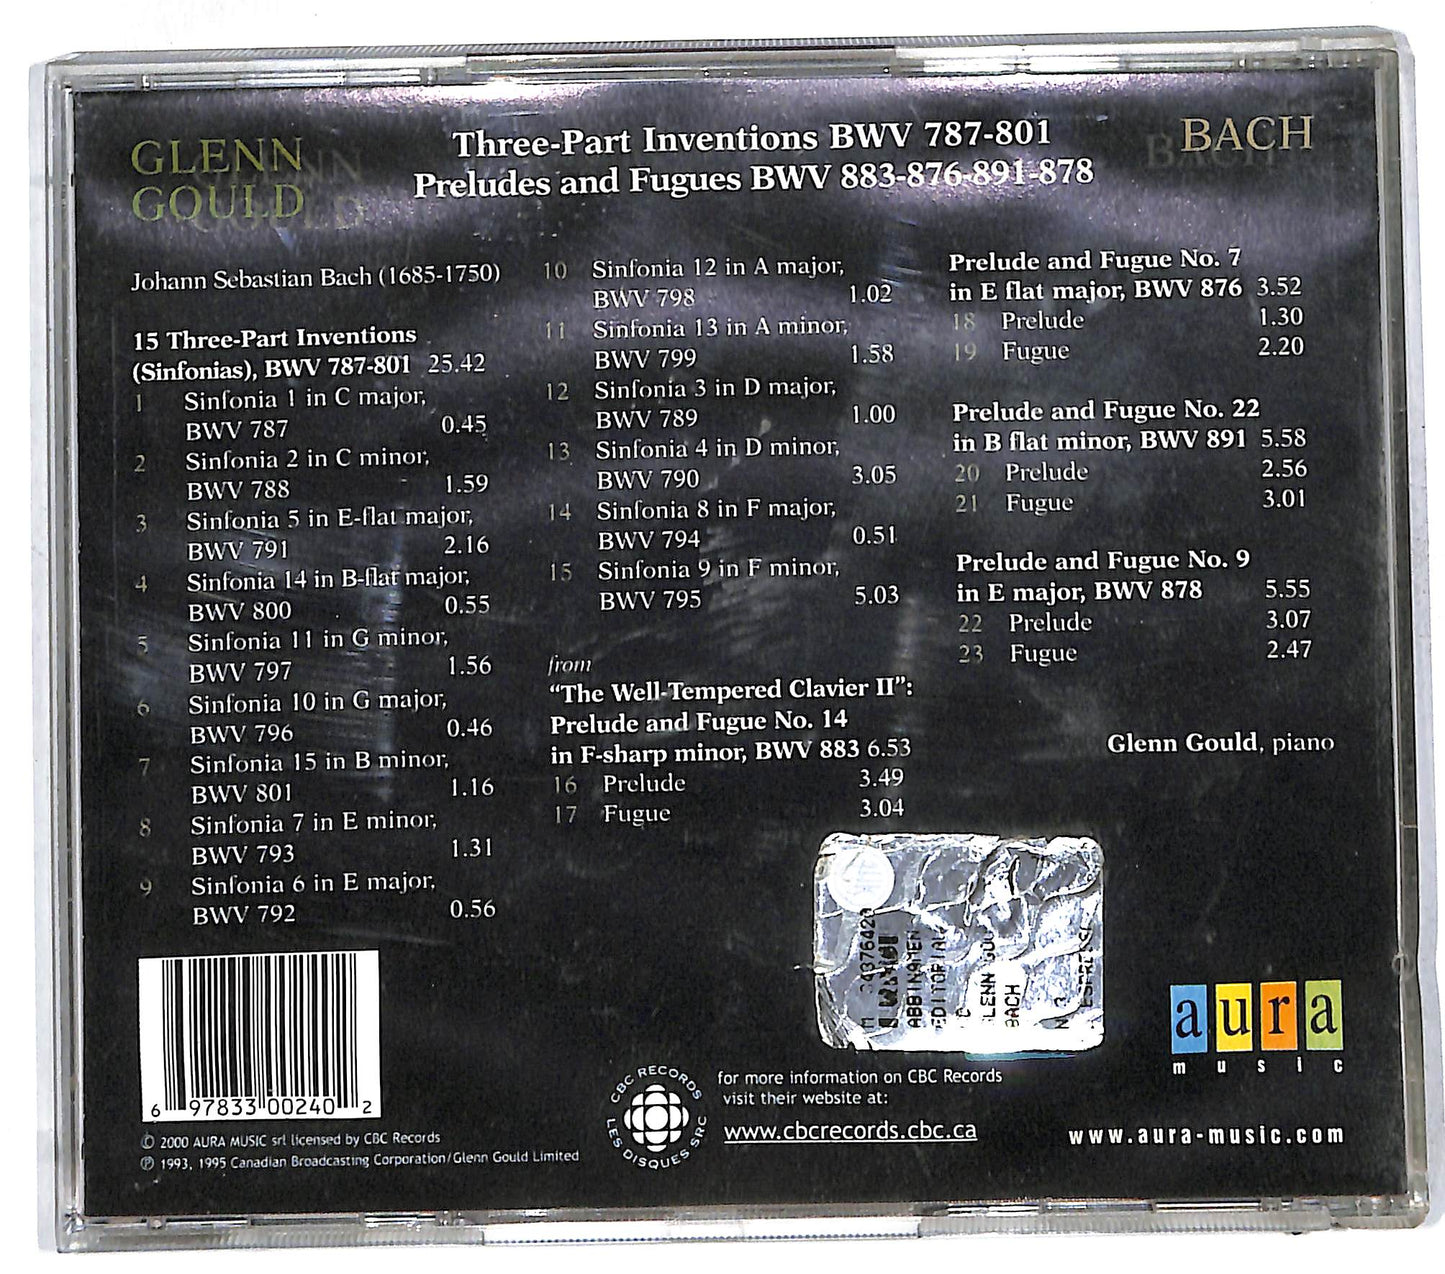 GLENN
GOULD
Three-Part Inventions BWV 787-801
Preludes and Fugues BWV 883-876-891-878
BACH
Johann Sebastian Bach (1685-1750)
15 Three-Part Inventions
(Sinfonias), BWV 787-801 25.42
1 Sinfonia 1 in C major,
BWV 787 0.45
2 Sinfonia 2 in C minor,
BWV 788 1.59
3 Sinfonia 5 in E-flat major,
BWV 791 2.16
4 Sinfonia 14 in B-flat major,
BWV 800 0.55
5 Sinfonia 11 in G minor,
BWV 797 1.56
6 Sinfonia 10 in G major,
BWV 796 0.46
7 Sinfonia 15 in B minor,
BWV 801 1.16
8 Sinfonia 7 in E minor,
BWV 793 1.31
9 Sinfonia 6 in E major,
BWV 792 0.56
10 Sinfonia 12 in A major,
BWV 798 1.02
11 Sinfonia 13 in A minor,
BWV 799 1.58
12 Sinfonia 3 in D major,
BWV 789 1.00
13 Sinfonia 4 in D minor,
BWV 790 3.05
14 Sinfonia 8 in F major,
BWV 794 0.51
15 Sinfonia 9 in F minor,
BWV 795 5.03
from
“The Well-Tempered Clavier II”:
Prelude and Fugue No. 14
in F-sharp minor, BWV 883 6.53
16 Prelude 3.49
17 Fugue 3.04
Prelude and Fugue No. 7
in E flat major, BWV 876 3.52
18 Prelude 1.30
19 Fugue 2.20
Prelude and Fugue No. 22
in B flat minor, BWV 891 5.58
20 Prelude 2.56
21 Fugue 3.01
Prelude and Fugue No. 9
in E major, BWV 878 5.55
22 Prelude 3.07
23 Fugue 2.47
Glenn Gould, piano
BACH
6 97833 00240 2
© 2000 AURA MUSIC srl licensed by CBC Records
℗ 1993, 1995 Canadian Broadcasting Corporation/Glenn Gould Limited
CBC RECORDS
LES DISQUES SRC
for more information on CBC Records
visit their website at:
www.cbcrecords.cbc.ca
aura
music
www.aura-music.com